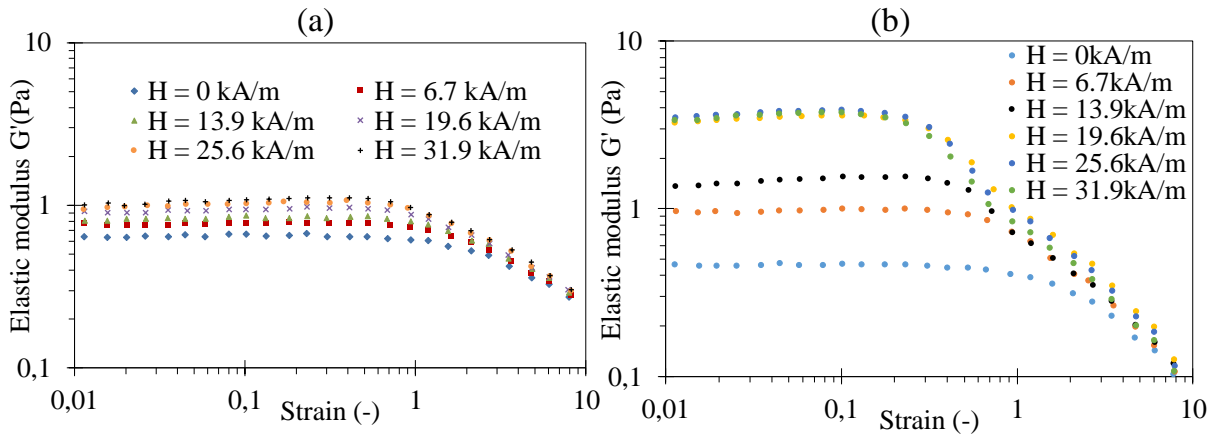 (a)
10
H = 0 kA/m
H = 6.7 kA/m
H = 13.9 kA/m
H = 19.6 kA/m
H = 25.6 kA/m
H = 31.9 kA/m
Elastic modulus G'(Pa)
1
0,1
0,01
0,1
1
10
Strain (-)
(b)
10
H = 0kA/m
H = 6.7kA/m
H = 13.9kA/m
H = 19.6kA/m
H = 25.6kA/m
H = 31.9kA/m
Elastic modulus G' (Pa)
1
0,1
0,01
0,1
1
10
Strain (-)